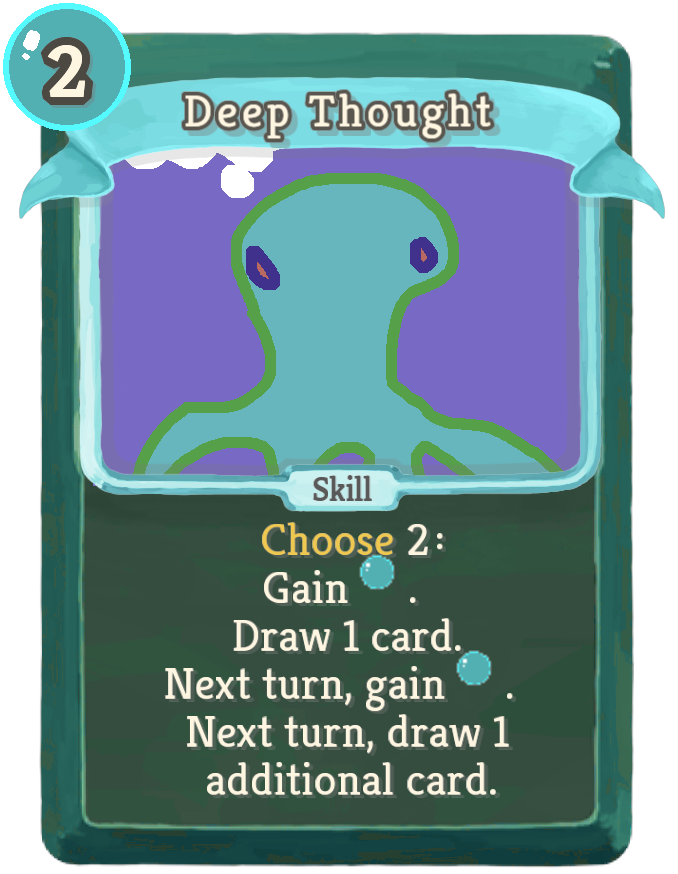 2
Deep Thought
Skill
Choose 2:
Gain .
Draw 1 card.
Next turn, gain .
Next turn, draw 1
additional card.